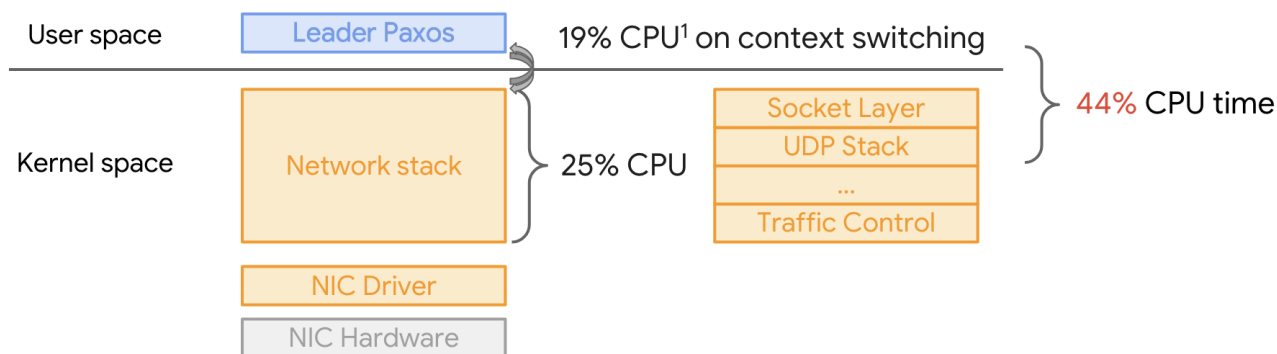 User space
Leader Paxos
19% CPU¹ on context switching
44% CPU time
Kernel space
Network stack
25% CPU
Socket Layer
UDP Stack
...
Traffic Control
NIC Driver
NIC Hardware